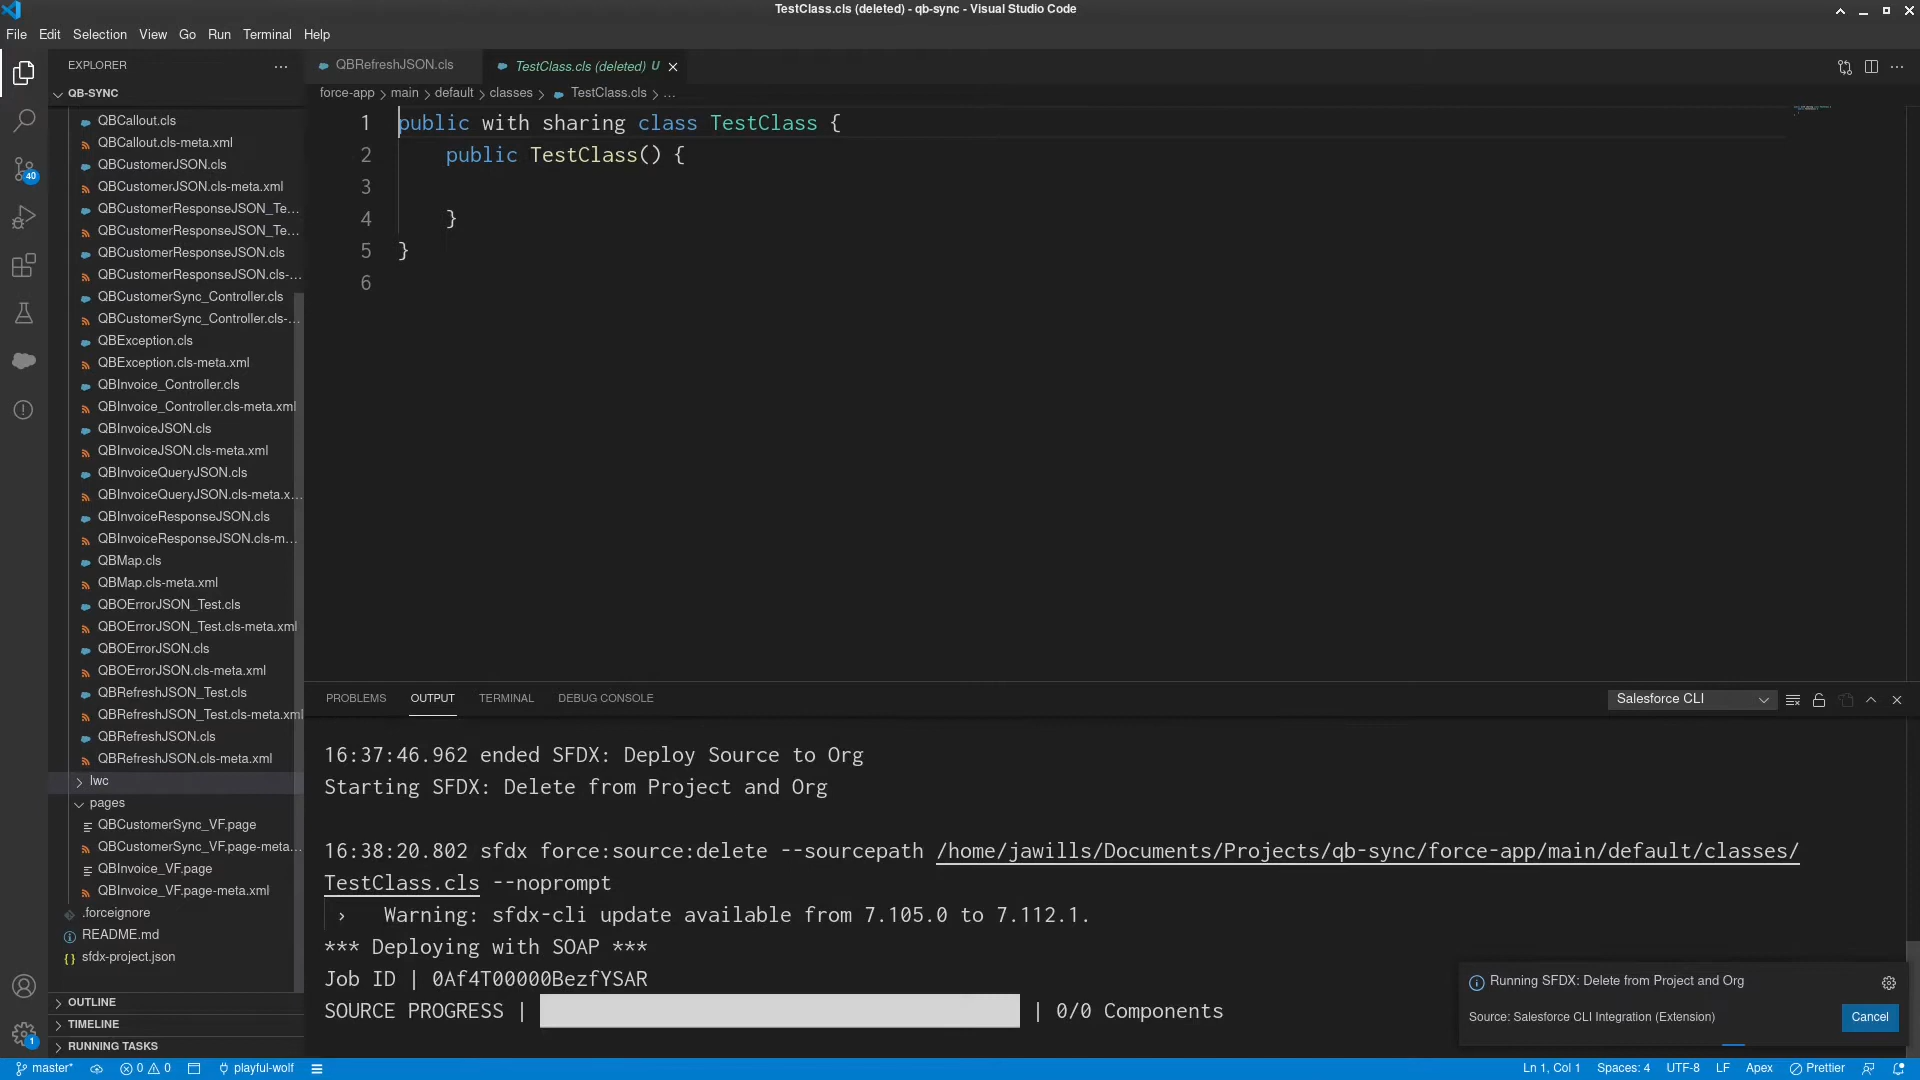 TestClass.cls (deleted) - qb-sync - Visual Studio Code
File Edit Selection View Go Run Terminal Help
EXPLORER
QB-SYNC
QBCallout.cls
QBCallout.cls-meta.xml
QBCustomerJSON.cls
QBCustomerJSON.cls-meta.xml
QBCustomerResponseJSON_Te...
QBCustomerResponseJSON_Te...
QBCustomerResponseJSON.cls
QBCustomerResponseJSON.cls-...
QBCustomerSync_Controller.cls
QBCustomerSync_Controller.cls-...
QBException.cls
QBException.cls-meta.xml
QBInvoice_Controller.cls
QBInvoice_Controller.cls-meta.xml
QBInvoiceJSON.cls
QBInvoiceJSON.cls-meta.xml
QBInvoiceQueryJSON.cls
QBInvoiceQueryJSON.cls-meta.x...
QBInvoiceResponseJSON.cls
QBInvoiceResponseJSON.cls-m...
QBMap.cls
QBMap.cls-meta.xml
QBOErrorJSON_Test.cls
QBOErrorJSON_Test.cls-meta.xml
QBOErrorJSON.cls
QBOErrorJSON.cls-meta.xml
QBRefreshJSON_Test.cls
QBRefreshJSON_Test.cls-meta.xml
QBRefreshJSON.cls
QBRefreshJSON.cls-meta.xml
lwc
pages
QBCustomerSync_VF.page
QBCustomerSync_VF.page-meta...
QBInvoice_VF.page
QBInvoice_VF.page-meta.xml
.forceignore
README.md
{} sfdx-project.json
OUTLINE
TIMELINE
RUNNING TASKS
40
1
QBRefreshJSON.cls
TestClass.cls (deleted) U
force-app > main > default > classes > TestClass.cls > ...
1 public with sharing class TestClass {
2 public TestClass() {
3
4 }
5 }
6
PROBLEMS OUTPUT TERMINAL DEBUG CONSOLE
Salesforce CLI
16:37:46.962 ended SFDX: Deploy Source to Org
Starting SFDX: Delete from Project and Org
16:38:20.802 sfdx force:source:delete --sourcepath /home/jawills/Documents/Projects/qb-sync/force-app/main/default/classes/
TestClass.cls --noprompt
› Warning: sfdx-cli update available from 7.105.0 to 7.112.1.
*** Deploying with SOAP ***
Job ID | 0Af4T00000BezfYSAR
SOURCE PROGRESS | | 0/0 Components
Running SFDX: Delete from Project and Org
Source: Salesforce CLI Integration (Extension)
Cancel
master* 0 0 playful-wolf
Ln 1, Col 1 Spaces: 4 UTF-8 LF Apex Prettier